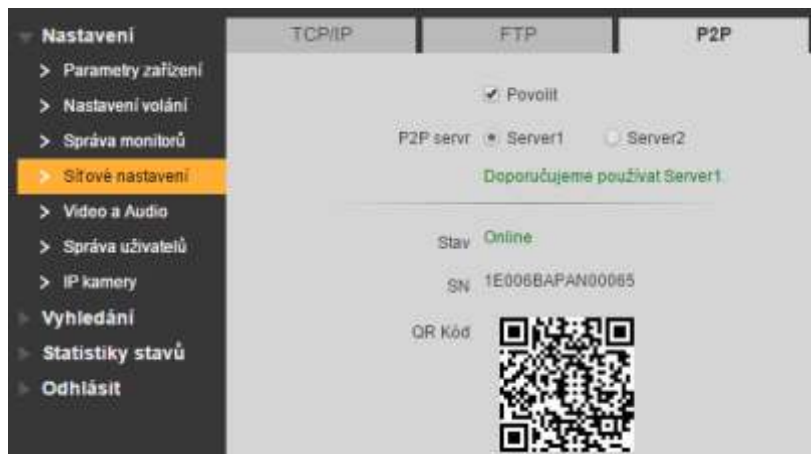 Nastavení
Parametry zařízení
Nastavení volání
Správa monitorů
Síťové nastavení
Video a Audio
Správa uživatelů
IP kamery
Vyhledání
Statistiky stavů
Odhlásit
TCP/IP
FTP
P2P
Povolit
P2P servr
Server1
Server2
Doporučujeme používat Server1.
Stav
Online
SN
1E006BAPAN00065
QR Kód